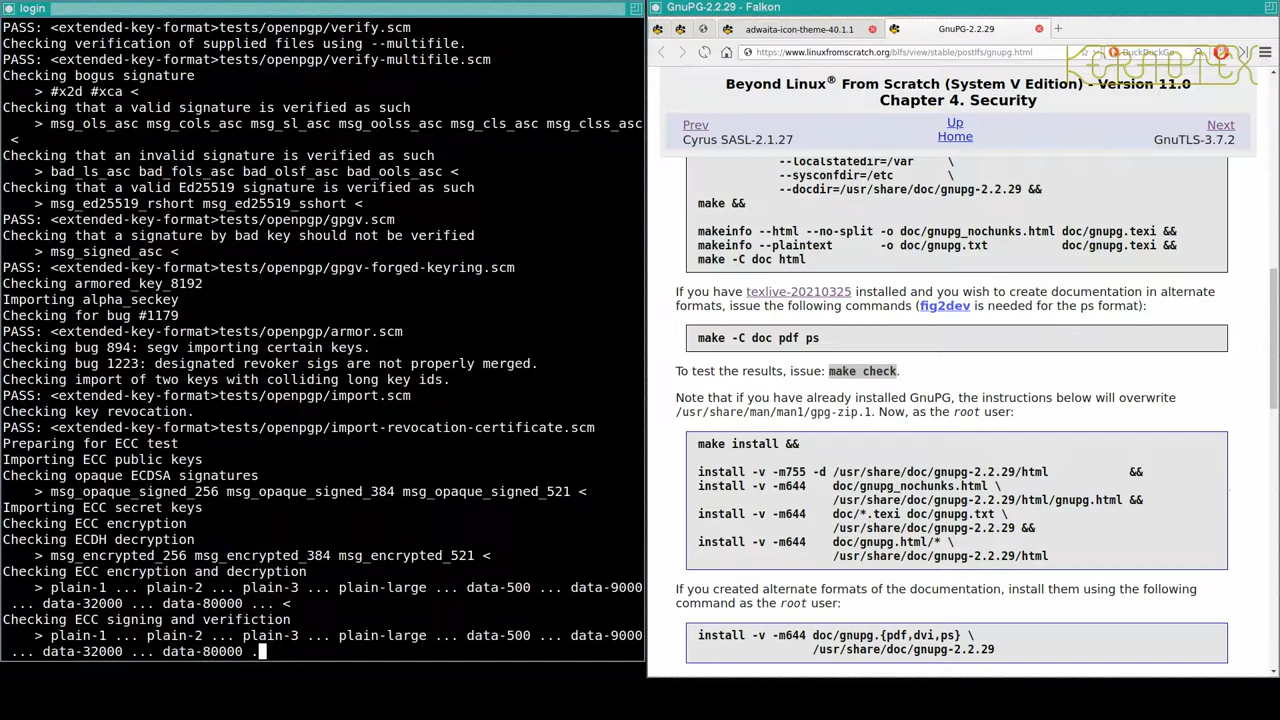 login
PASS: <extended-key-format>tests/openpgp/verify.scm
Checking verification of supplied files using --multifile.
PASS: <extended-key-format>tests/openpgp/verify-multifile.scm
Checking bogus signature
> #x2d #xca <
Checking that a valid signature is verified as such
> msg_ols_asc msg_cols_asc msg_sl_asc msg_oolss_asc msg_cls_asc msg_clss_asc
<
Checking that an invalid signature is verified as such
> bad_ls_asc bad_fols_asc bad_olsf_asc bad_ools_asc <
Checking that a valid Ed25519 signature is verified as such
> msg_ed25519_rshort msg_ed25519_sshort <
PASS: <extended-key-format>tests/openpgp/gpgv.scm
Checking that a signature by bad key should not be verified
> msg_signed_asc <
PASS: <extended-key-format>tests/openpgp/gpgv-forged-keyring.scm
Checking armored_key_8192
Importing alpha_seckey
Checking for bug #1179
PASS: <extended-key-format>tests/openpgp/armor.scm
Checking bug 894: segv importing certain keys.
Checking bug 1223: designated revoker sigs are not properly merged.
Checking import of two keys with colliding long key ids.
PASS: <extended-key-format>tests/openpgp/import.scm
Checking key revocation.
PASS: <extended-key-format>tests/openpgp/import-revocation-certificate.scm
Preparing for ECC test
Importing ECC public keys
Checking opaque ECDSA signatures
> msg_opaque_signed_256 msg_opaque_signed_384 msg_opaque_signed_521 <
Importing ECC secret keys
Checking ECC encryption
Checking ECDH decryption
> msg_encrypted_256 msg_encrypted_384 msg_encrypted_521 <
Checking ECC encryption and decryption
> plain-1 ... plain-2 ... plain-3 ... plain-large ... data-500 ... data-9000
... data-32000 ... data-80000 ... <
Checking ECC signing and verifiction
> plain-1 ... plain-2 ... plain-3 ... plain-large ... data-500 ... data-9000
... data-32000 ... data-80000 .
GnuPG-2.2.29 - Falkon
adwaita-icon-theme-40.1.1
GnuPG-2.2.29
https://www.linuxfromscratch.org/blfs/view/stable/postlfs/gnupg.html
DuckDuckGo
KERNOTEX
Beyond Linux® From Scratch (System V Edition) - Version 11.0
Chapter 4. Security
Prev
Up
Next
Cyrus SASL-2.1.27
Home
GnuTLS-3.7.2
--localstatedir=/var \
--sysconfdir=/etc \
--docdir=/usr/share/doc/gnupg-2.2.29 &&
make &&
makeinfo --html --no-split -o doc/gnupg_nochunks.html doc/gnupg.texi &&
makeinfo --plaintext -o doc/gnupg.txt doc/gnupg.texi &&
make -C doc html
If you have texlive-20210325 installed and you wish to create documentation in alternate
formats, issue the following commands (fig2dev is needed for the ps format):
make -C doc pdf ps
To test the results, issue: make check.
Note that if you have already installed GnuPG, the instructions below will overwrite
/usr/share/man/man1/gpg-zip.1. Now, as the root user:
make install &&
install -v -m755 -d /usr/share/doc/gnupg-2.2.29/html &&
install -v -m644 doc/gnupg_nochunks.html \
/usr/share/doc/gnupg-2.2.29/html/gnupg.html &&
install -v -m644 doc/*.texi doc/gnupg.txt \
/usr/share/doc/gnupg-2.2.29 &&
install -v -m644 doc/gnupg.html/* \
/usr/share/doc/gnupg-2.2.29/html
If you created alternate formats of the documentation, install them using the following
command as the root user:
install -v -m644 doc/gnupg.{pdf,dvi,ps} \
/usr/share/doc/gnupg-2.2.29